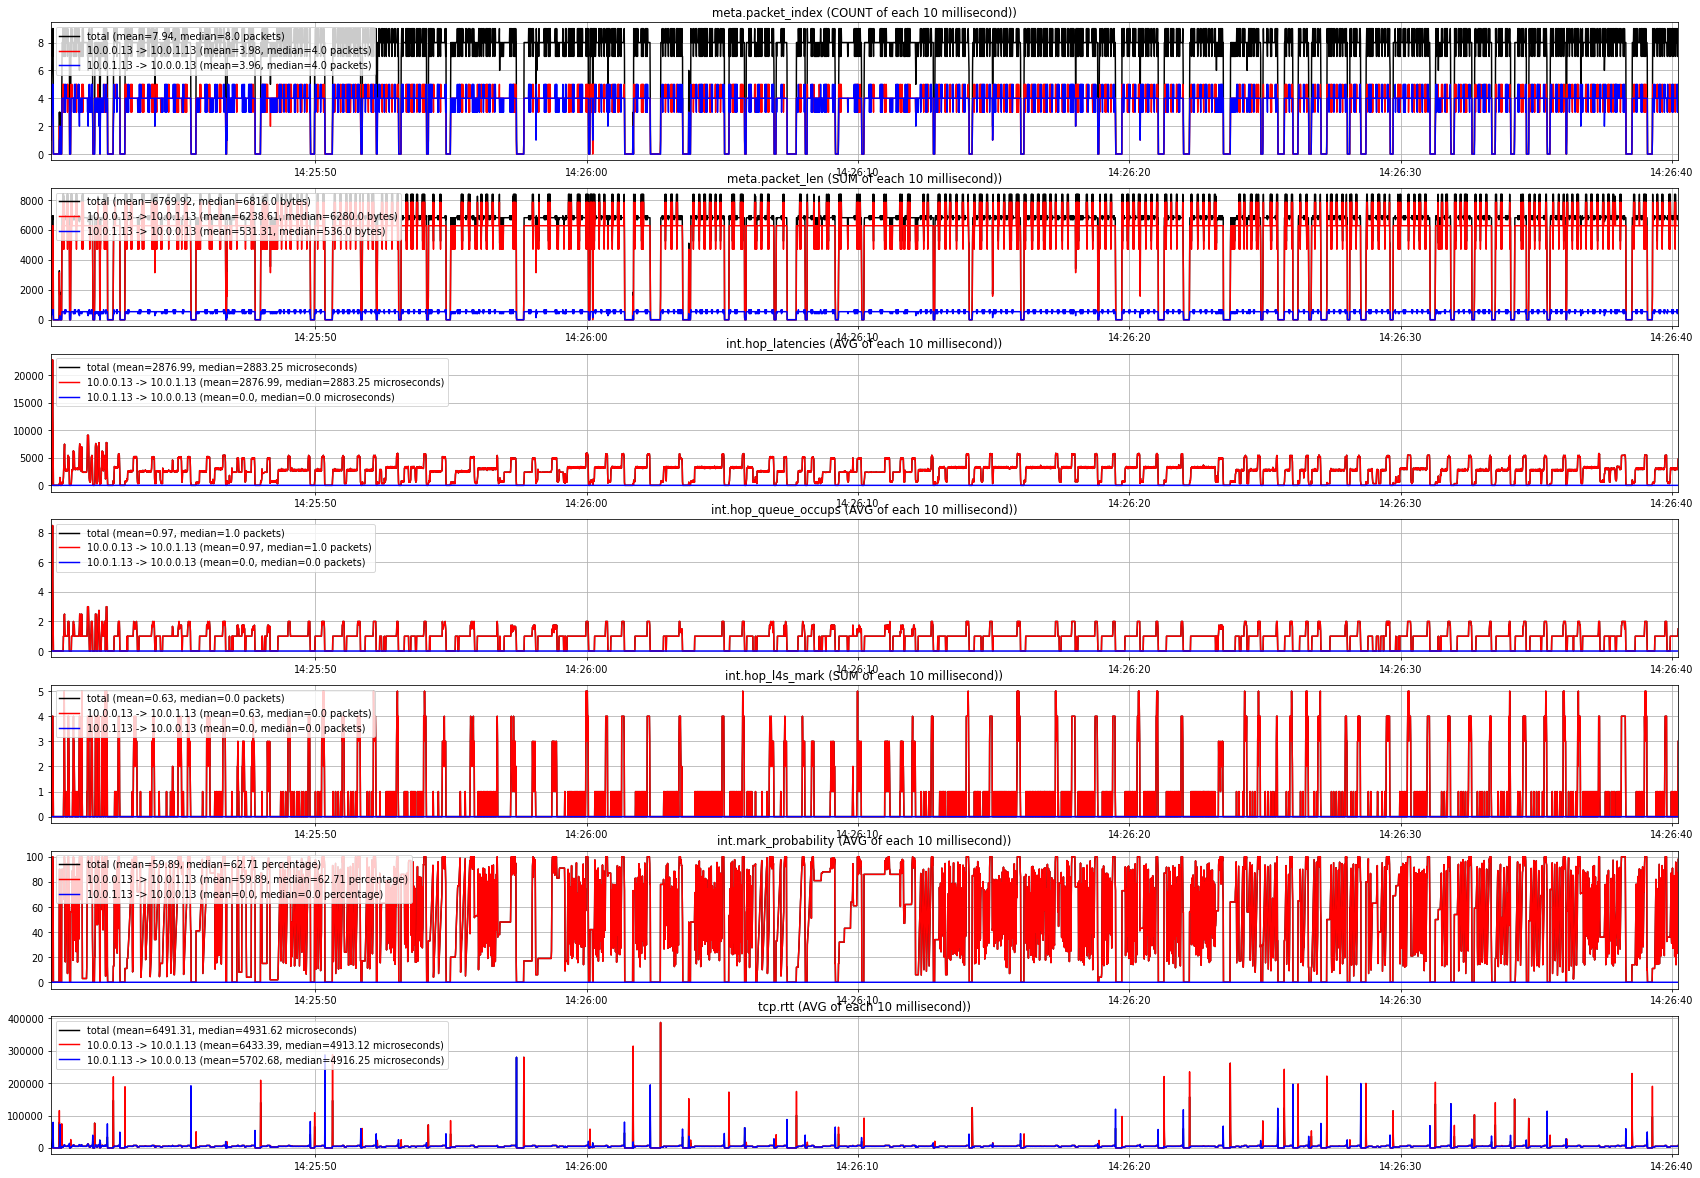 meta.packet_index (COUNT of each 10 millisecond))
total (mean=7.94, median=8.0 packets)
10.0.0.13 -> 10.0.1.13 (mean=3.98, median=4.0 packets)
10.0.1.13 -> 10.0.0.13 (mean=3.96, median=4.0 packets)
8
6
4
2
0
14:25:50 14:26:00 14:26:10 14:26:20 14:26:30 14:26:40
meta.packet_len (SUM of each 10 millisecond))
total (mean=6769.92, median=6816.0 bytes)
10.0.0.13 -> 10.0.1.13 (mean=6238.61, median=6280.0 bytes)
10.0.1.13 -> 10.0.0.13 (mean=531.31, median=536.0 bytes)
8000
6000
4000
2000
0
14:25:50 14:26:00 14:26:10 14:26:20 14:26:30 14:26:40
int.hop_latencies (AVG of each 10 millisecond))
total (mean=2876.99, median=2883.25 microseconds)
10.0.0.13 -> 10.0.1.13 (mean=2876.99, median=2883.25 microseconds)
10.0.1.13 -> 10.0.0.13 (mean=0.0, median=0.0 microseconds)
20000
15000
10000
5000
0
14:25:50 14:26:00 14:26:10 14:26:20 14:26:30 14:26:40
int.hop_queue_occups (AVG of each 10 millisecond))
total (mean=0.97, median=1.0 packets)
10.0.0.13 -> 10.0.1.13 (mean=0.97, median=1.0 packets)
10.0.1.13 -> 10.0.0.13 (mean=0.0, median=0.0 packets)
8
6
4
2
0
14:25:50 14:26:00 14:26:10 14:26:20 14:26:30 14:26:40
int.hop_l4s_mark (SUM of each 10 millisecond))
total (mean=0.63, median=0.0 packets)
10.0.0.13 -> 10.0.1.13 (mean=0.63, median=0.0 packets)
10.0.1.13 -> 10.0.0.13 (mean=0.0, median=0.0 packets)
5
4
3
2
1
0
14:25:50 14:26:00 14:26:10 14:26:20 14:26:30 14:26:40
int.mark_probability (AVG of each 10 millisecond))
total (mean=59.89, median=62.71 percentage)
10.0.0.13 -> 10.0.1.13 (mean=59.89, median=62.71 percentage)
10.0.1.13 -> 10.0.0.13 (mean=0.0, median=0.0 percentage)
100
80
60
40
20
0
14:25:50 14:26:00 14:26:10 14:26:20 14:26:30 14:26:40
tcp.rtt (AVG of each 10 millisecond))
total (mean=6491.31, median=4931.62 microseconds)
10.0.0.13 -> 10.0.1.13 (mean=6433.39, median=4913.12 microseconds)
10.0.1.13 -> 10.0.0.13 (mean=5702.68, median=4916.25 microseconds)
400000
300000
200000
100000
0
14:25:50 14:26:00 14:26:10 14:26:20 14:26:30 14:26:40